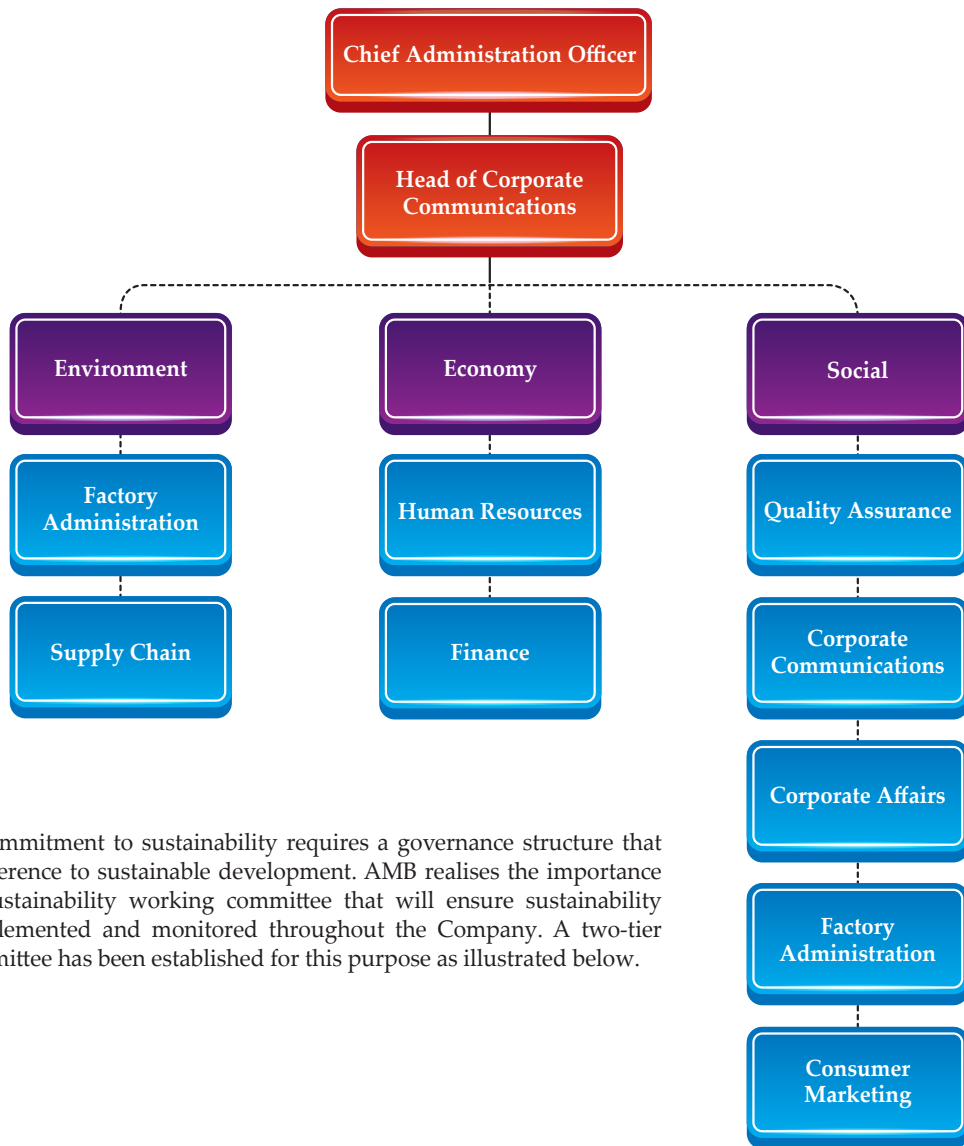 Chief Administration Officer
Head of Corporate
Communications
Environment
Economy
Social
Factory
Administration
Human Resources
Quality Assurance
Supply Chain
Finance
Corporate
Communications
Corporate Affairs
mmitment to sustainability requires a governance structure that
erence to sustainable development. AMB realises the importance
ustainability working committee that will ensure sustainability
lemented and monitored throughout the Company. A two-tier
mittee has been established for this purpose as illustrated below.
Factory
Administration
Consumer
Marketing